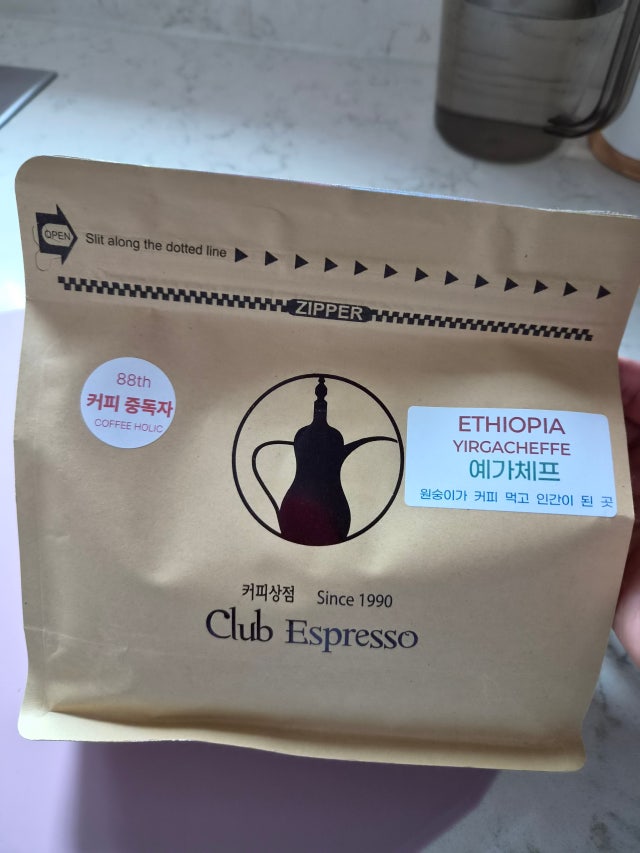 OPEN
Slit along the dotted line
ZIPPER
88th
커피 중독자
COFFEE HOLIC
ETHIOPIA
YIRGACHEFFE
예가체프
원숭이가 커피 먹고 인간이 된 곳
커피상점 Since 1990
Club Espresso